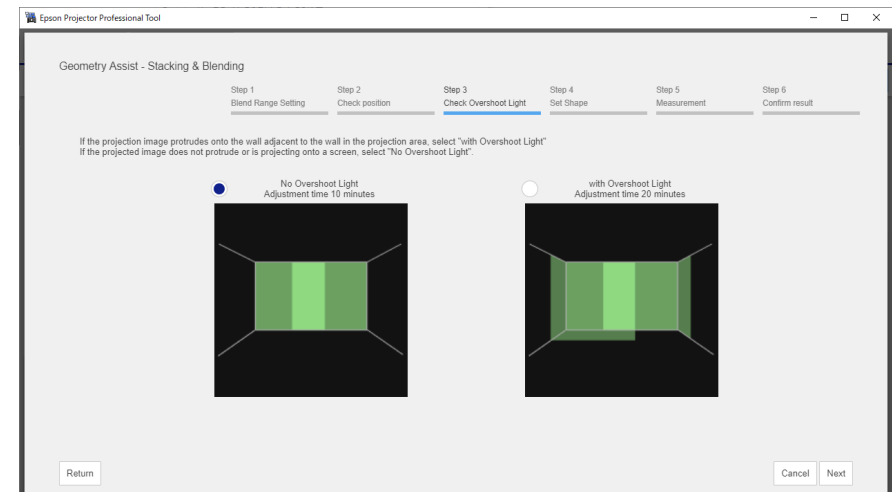 Epson Projector Professional Tool
Geometry Assist - Stacking & Blending
Step 1
Blend Range Setting
Step 2
Check position
Step 3
Check Overshoot Light
Step 4
Set Shape
Step 5
Measurement
Step 6
Confirm result
If the projection image protrudes onto the wall adjacent to the wall in the projection area, select "with Overshoot Light"
If the projected image does not protrude or is projecting onto a screen, select "No Overshoot Light".
No Overshoot Light
Adjustment time 10 minutes
with Overshoot Light
Adjustment time 20 minutes
Return
Cancel
Next